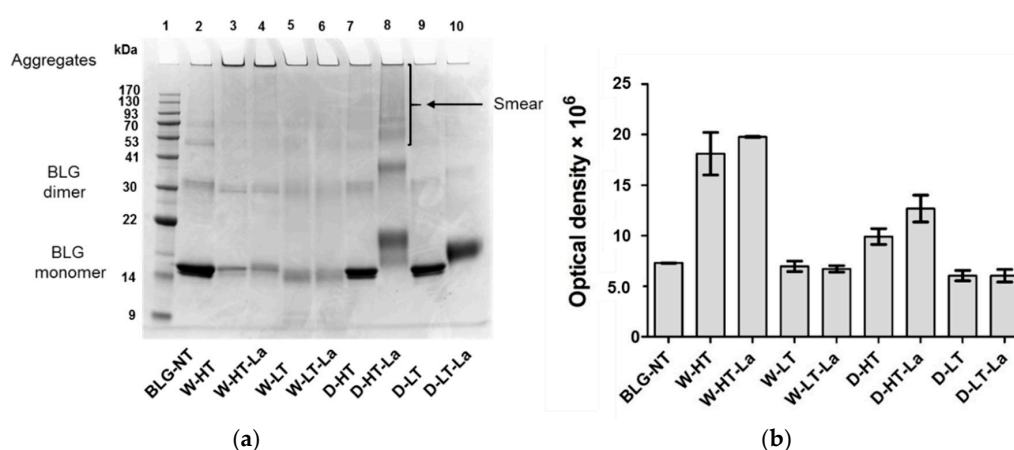 1 2 3 4 5 6 7 8 9 10
kDa
Aggregates
170
130
93
70
53
41
30
22
14
9
Smear
BLG
dimer
BLG
monomer
BLG-NT
W-HT
W-HT-La
W-LT
W-LT-La
D-HT
D-HT-La
D-LT
D-LT-La
(a)
Optical density × 10⁶
25
20
15
10
5.0
0
BLG-NT
W-HT
W-HT-La
W-LT
W-LT-La
D-HT
D-HT-La
D-LT
D-LT-La
(b)